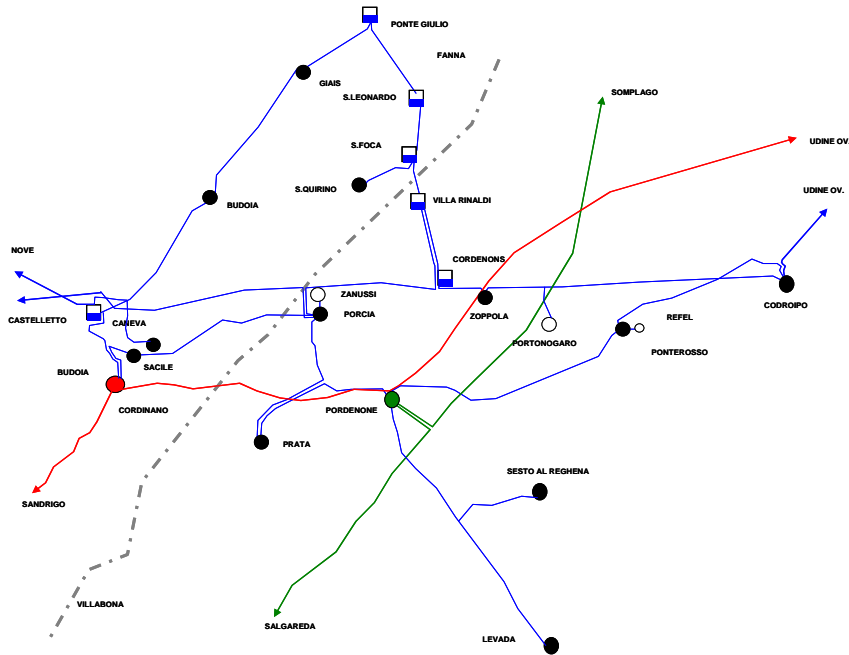 PONTE GIULIO
FANNA
GIAIS
S.LEONARDO
SOMPLAGO
UDINE OV.
S.FOCA
S.QUIRINO
UDINE OV.
BUDOIA
VILLA RINALDI
NOVE
CORDENONS
ZANUSSI
CODROIPO
CASTELLETTO
CANEVA
PORCIA
ZOPPOLA
REFEL
PORTONOGARO
PONTEROSSO
SACILE
BUDOIA
CORDINANO
PORDENONE
PRATA
SESTO AL REGHENA
SANDRIGO
VILLABONA
SALGAREDA
LEVADA